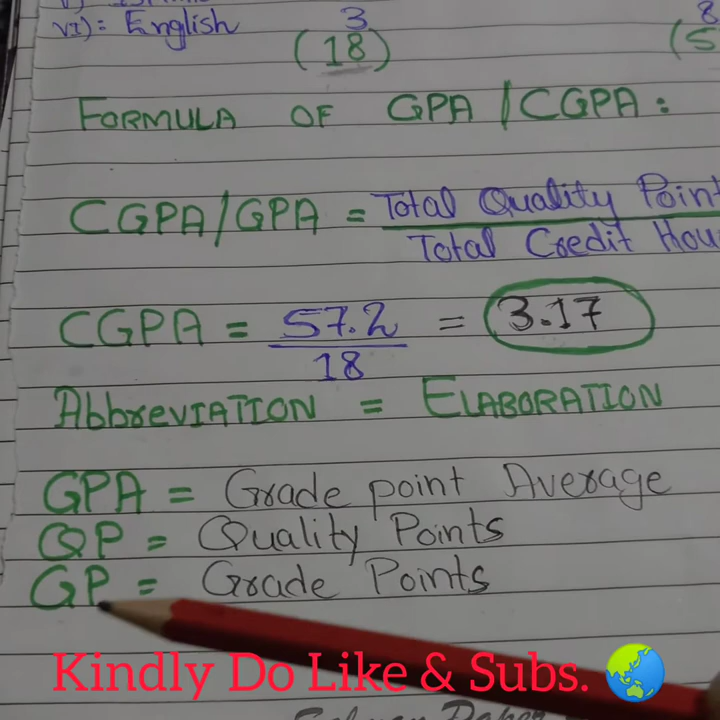 VI): English 3 8
(18) (5
FORMULA OF GPA / CGPA:
CGPA/GPA = Total Quality Point
Total Credit Hou
CGPA = 57.2 = 3.17
18
AbbreVIATION = ELABORATION
GPA = Grade point Average
QP = Quality Points
GP = Grade Points
Kindly Do Like & Subs.